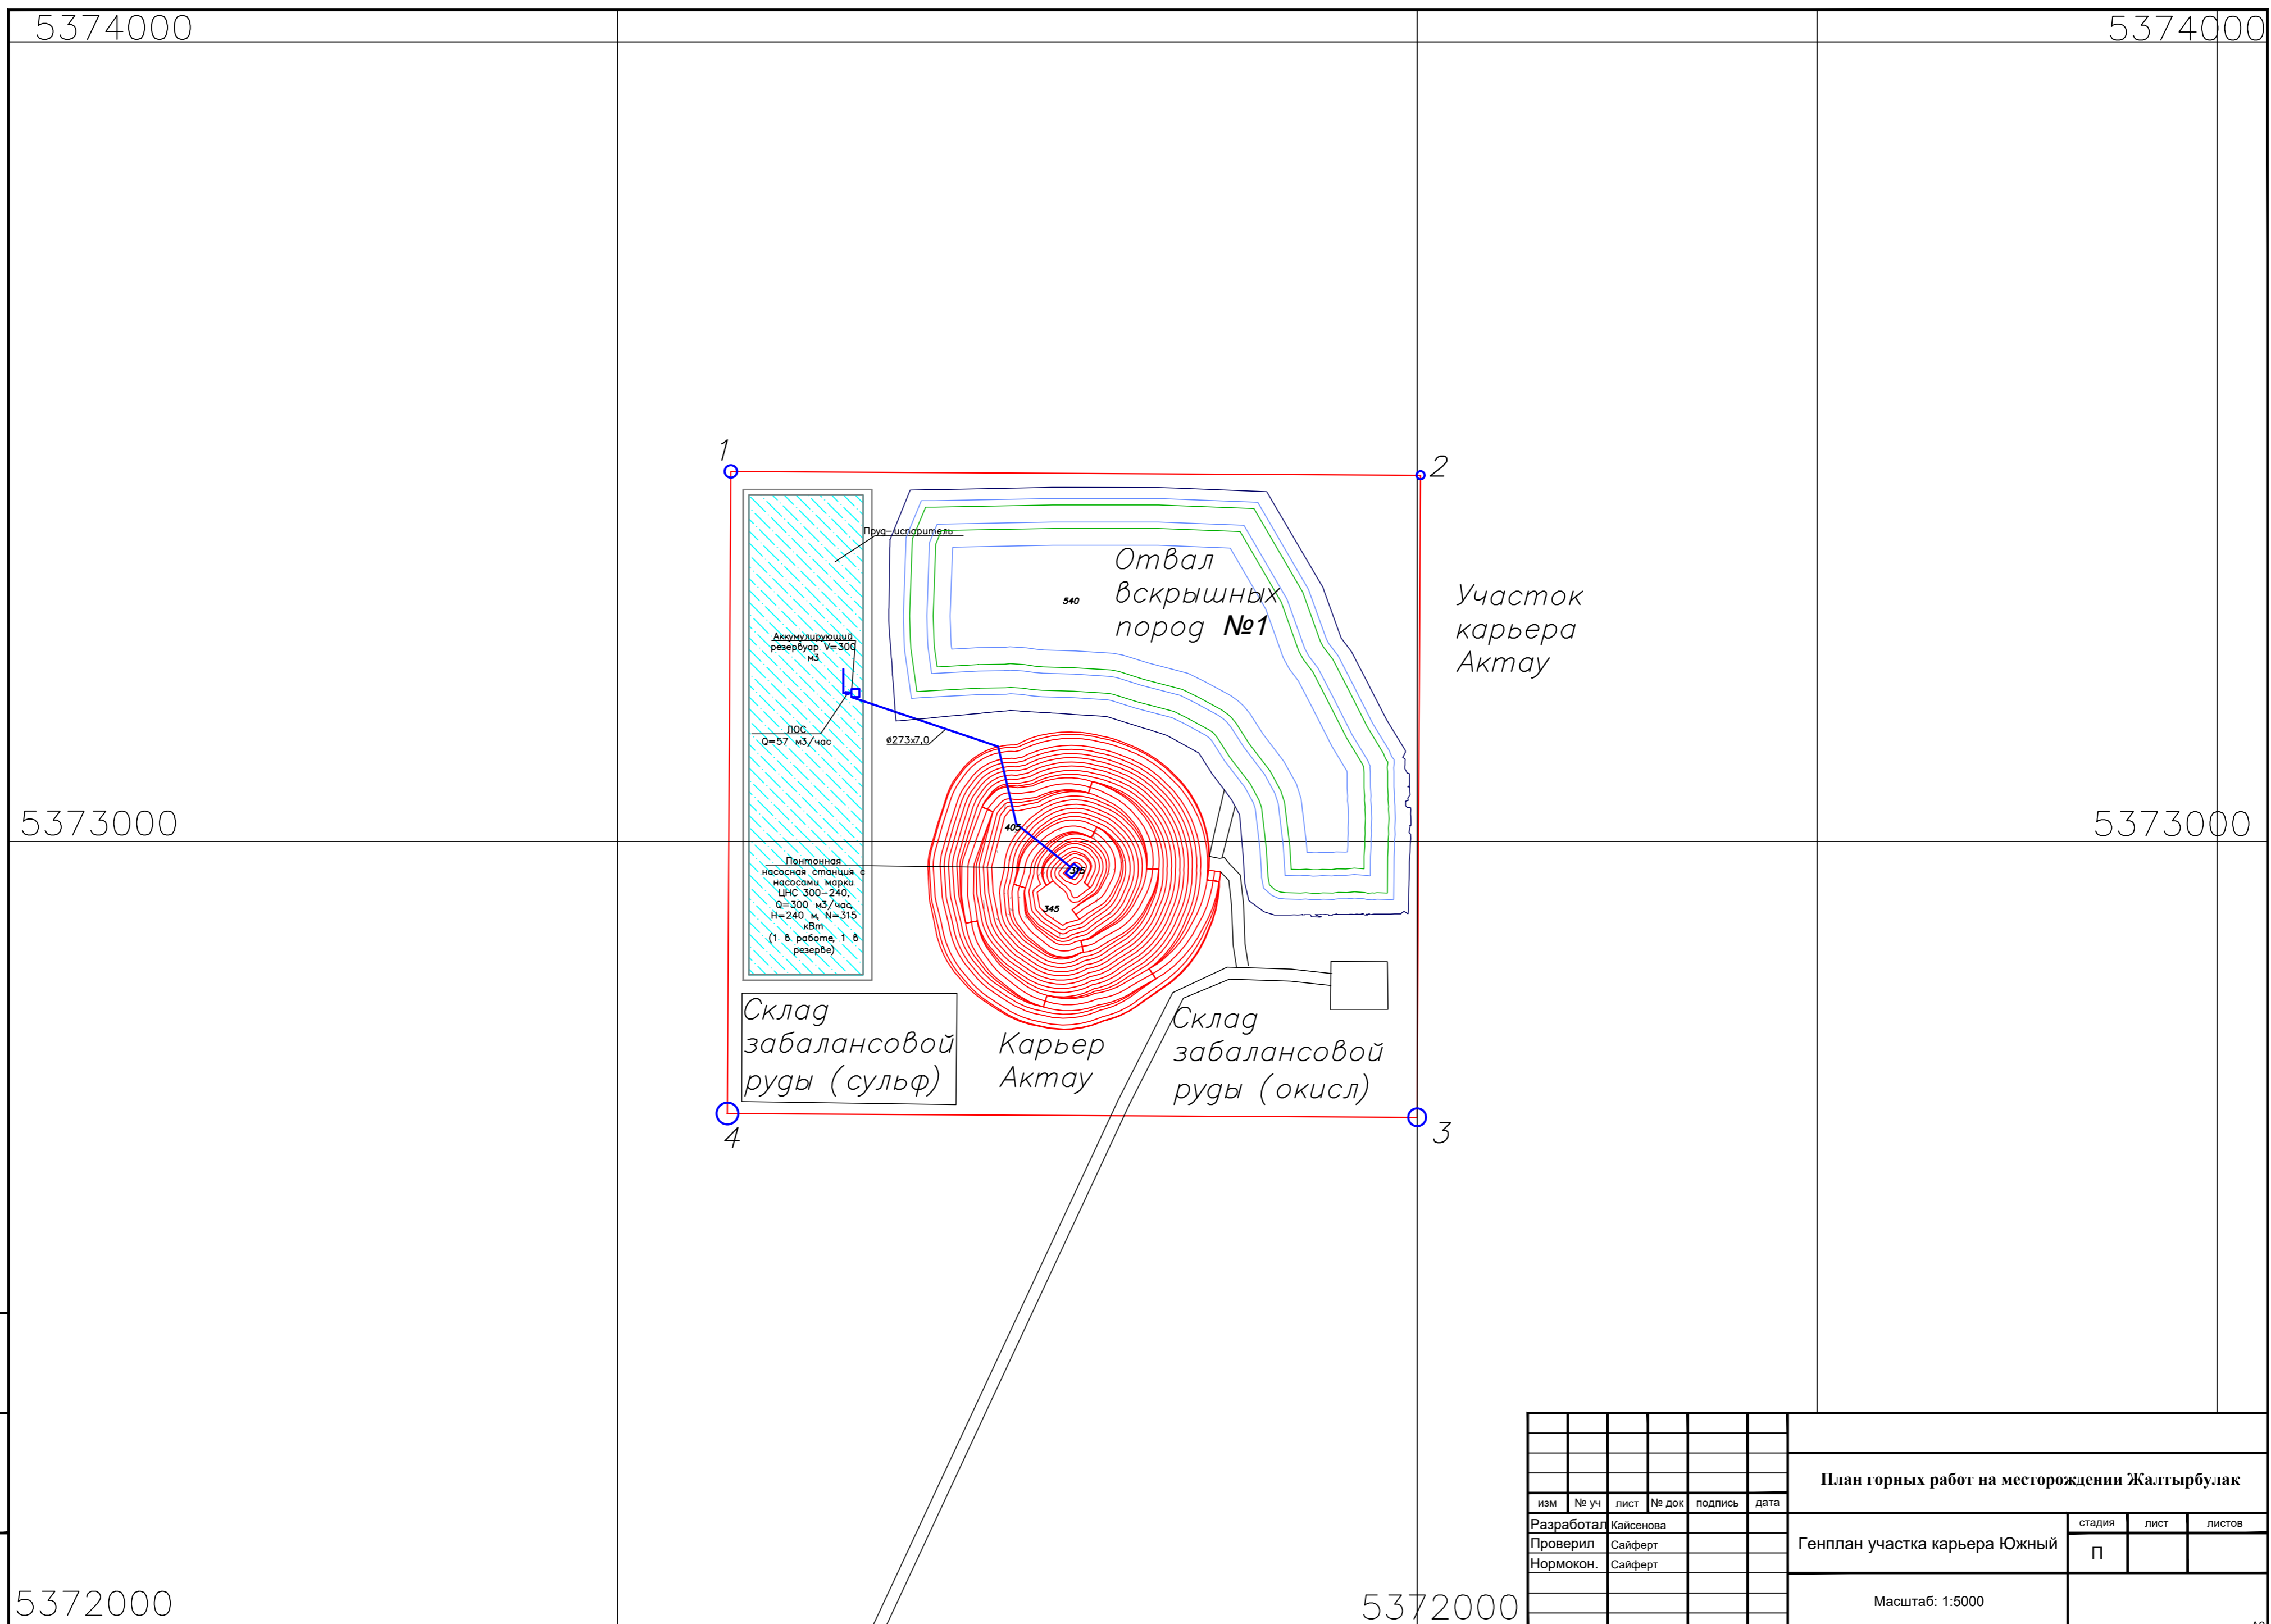 5374000
5374000
1
2
Пруд-испаритель
Отвал
вскрышных
пород №1
540
Участок
карьера
Актау
Аккумулирующий
резервуар V=300
м3
ЛОС
Q=57 м3/час
ø273х7,0
5373000
5373000
405
Понтонная
насосная станция с
насосами марки
ЦНС 300-240,
Q=300 м3/час,
H=240 м, N=315
кВт
(1 в работе, 1 в
резерве)
345
Склад
забалансовой
руды (сульф)
Карьер
Актау
Склад
забалансовой
руды (окисл)
4
3
План горных работ на месторождении Жалтырбулак
изм № уч лист № док подпись дата
Разработал Кайсенова
Проверил Сайферт
Нормокон. Сайферт
Генплан участка карьера Южный
стадия лист листов
П
Масштаб: 1:5000
5372000
5372000